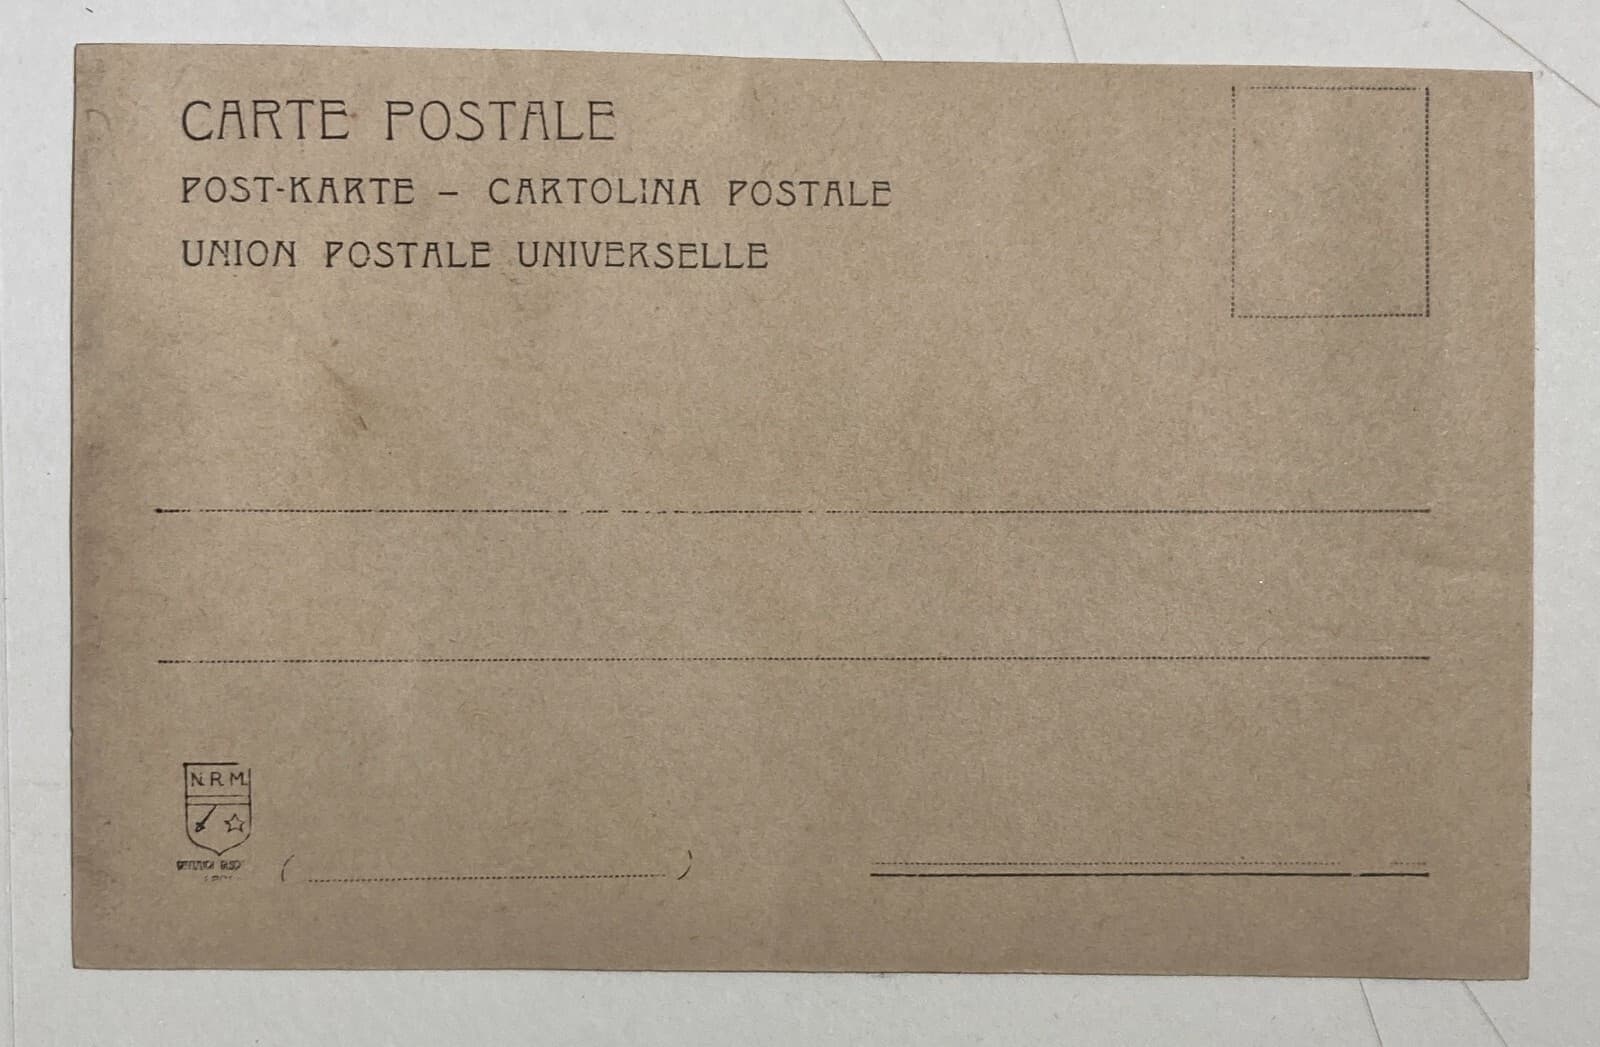 CARTE POSTALE
POST-KARTE – CARTOLINA POSTALE
UNION POSTALE UNIVERSELLE
N.R.M.